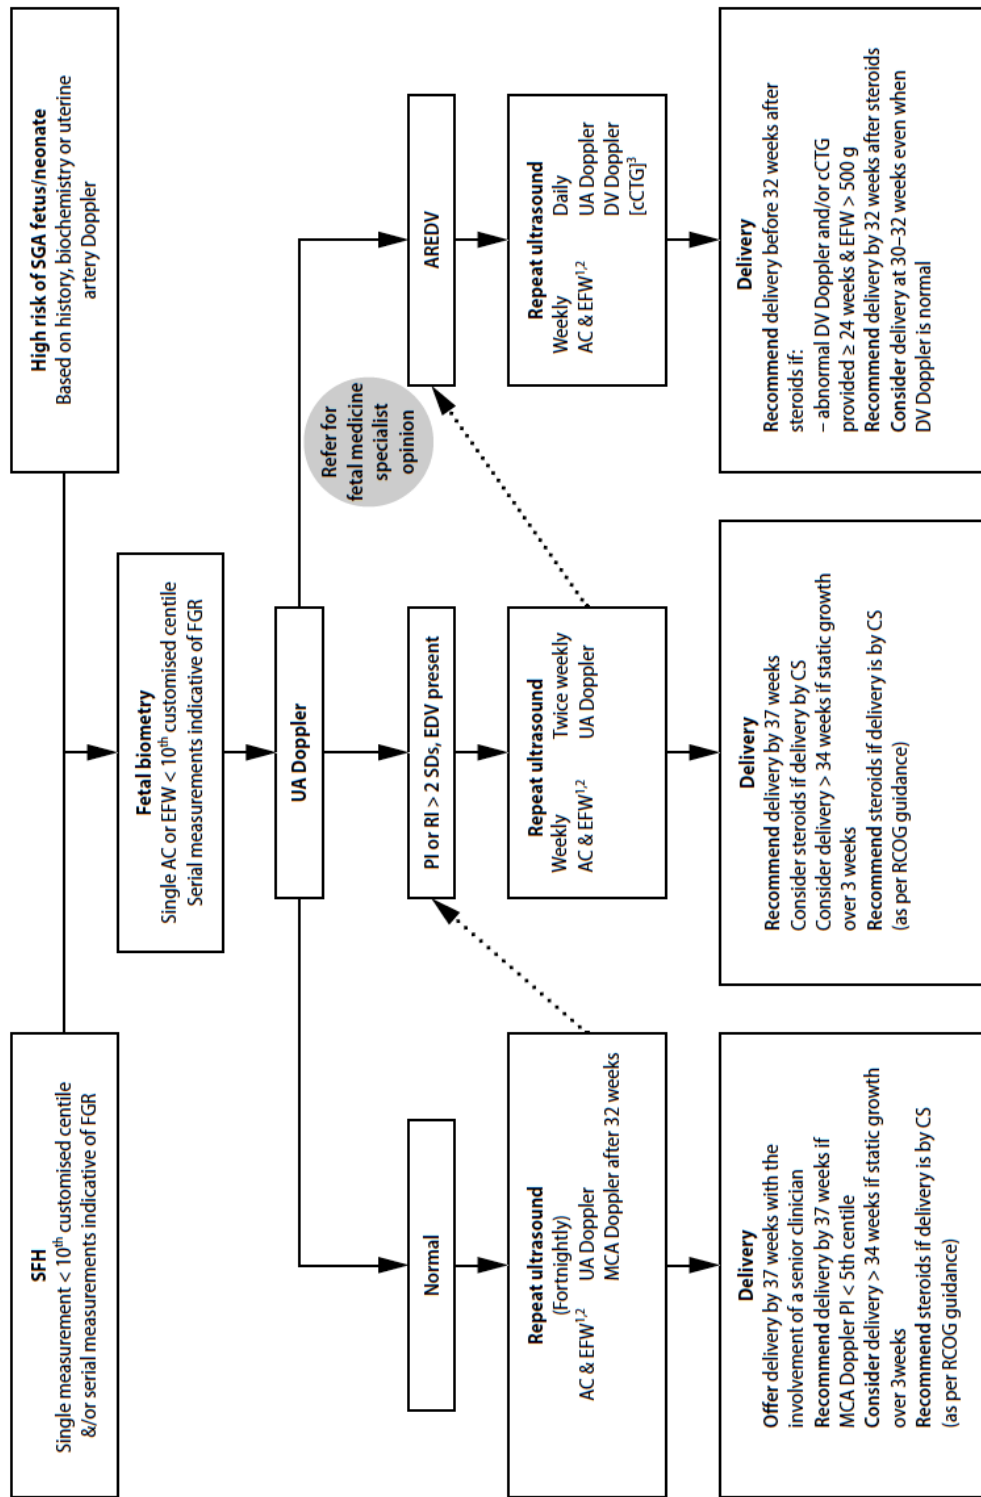 SFH
Single measurement < 10th customised centile
&/or serial measurements indicative of FGR
High risk of SGA fetus/neonate
Based on history, biochemistry or uterine
artery Doppler
Fetal biometry
Single AC or EFW < 10th customised centile
Serial measurements indicative of FGR
UA Doppler
Refer for
fetal medicine
specialist
opinion
Normal
PI or RI > 2 SDs, EDV present
AREDV
Repeat ultrasound
(Fortnightly)
AC & EFW1,2 UA Doppler
MCA Doppler after 32 weeks
Repeat ultrasound
Weekly Twice weekly
AC & EFW1,2 UA Doppler
Repeat ultrasound
Weekly Daily
AC & EFW1,2 UA Doppler
DV Doppler
[cCTG]3
Delivery
Offer delivery by 37 weeks with the
involvement of a senior clinician
Recommend delivery by 37 weeks if
MCA Doppler PI < 5th centile
Consider delivery > 34 weeks if static growth
over 3weeks
Recommend steroids if delivery is by CS
(as per RCOG guidance)
Delivery
Recommend delivery by 37 weeks
Consider steroids if delivery by CS
Consider delivery > 34 weeks if static growth
over 3 weeks
Recommend steroids if delivery is by CS
(as per RCOG guidance)
Delivery
Recommend delivery before 32 weeks after
steroids if:
– abnormal DV Doppler and/or cCTG
provided ≥ 24 weeks & EFW > 500 g
Recommend delivery by 32 weeks after steroids
Consider delivery at 30–32 weeks even when
DV Doppler is normal